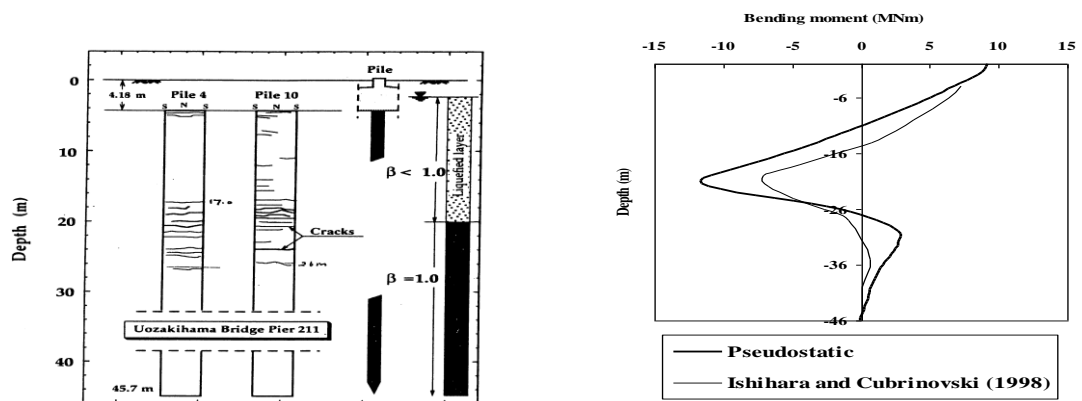 0
10
20
30
40
Depth (m)
4.18 m
Pile 4
Pile 10
S N S
S N S
Pile
17.0
Cracks
Uozakihama Bridge Pier 211
45.7 m
β< 1.0
β =1.0
Liquefied layer
Bending moment (MNm)
-15 -10 -5 0 5 10 15
-6
-16
-26
-36
-46
Depth (m)
Pseudostatic
Ishihara and Cubrinovski (1998)